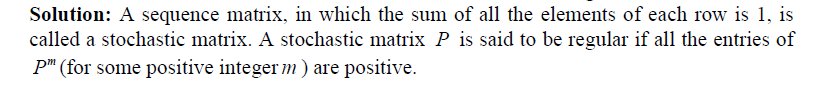 Solution: A sequence matrix, in which the sum of all the elements of each row is 1, is
called a stochastic matrix. A stochastic matrix P is said to be regular if all the entries of
Pᵐ (for some positive integer m ) are positive.